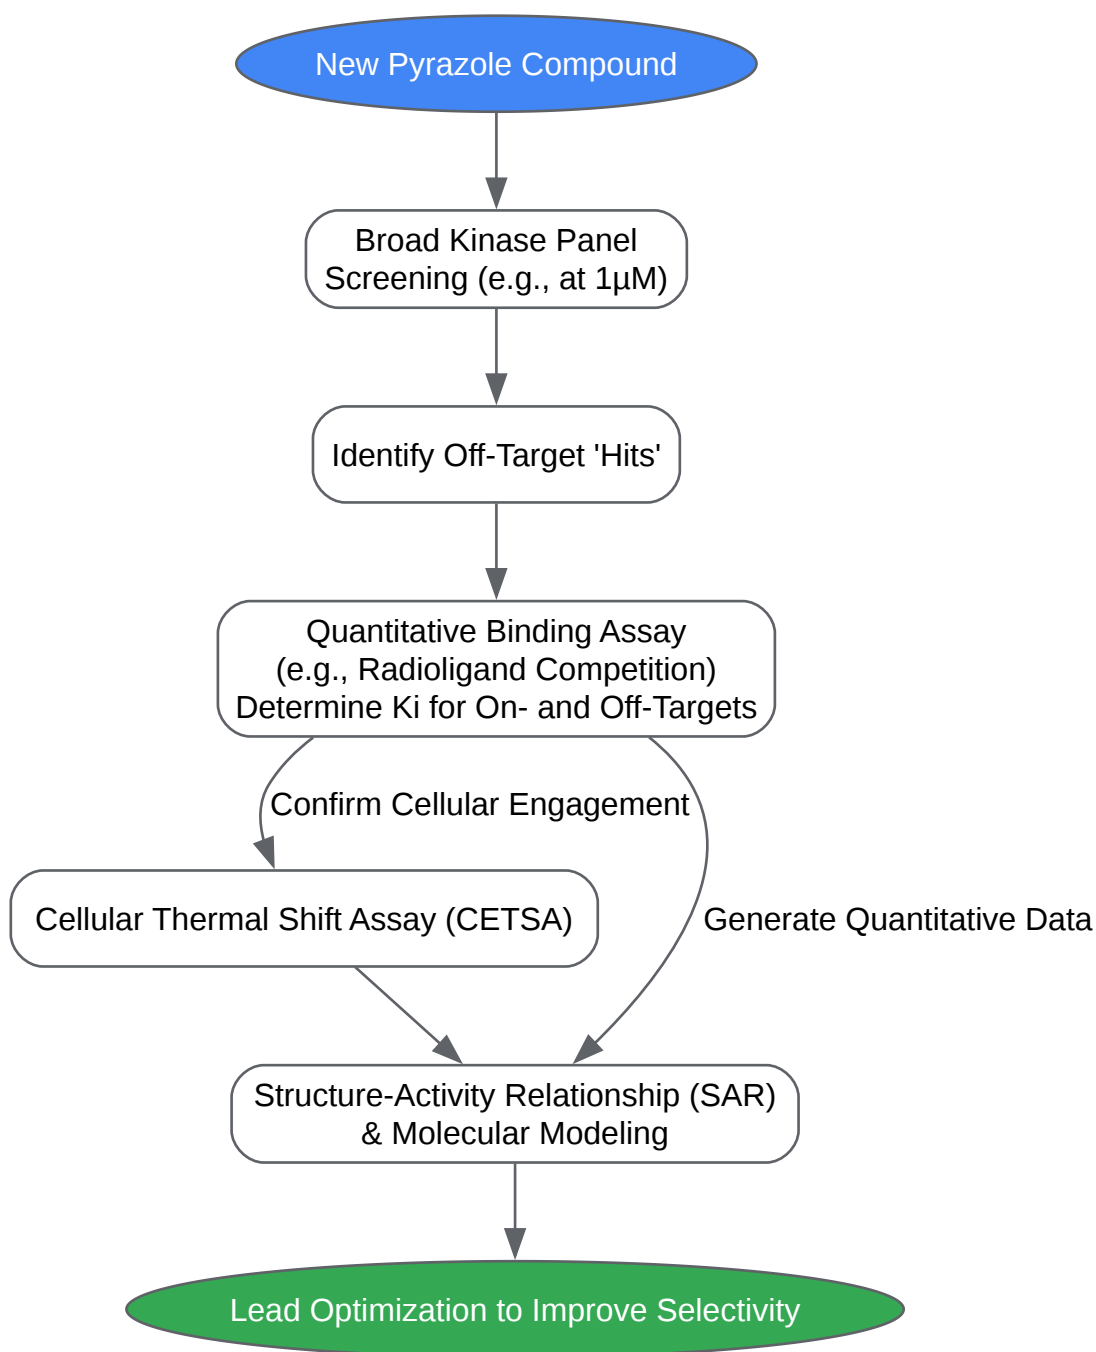 New Pyrazole Compound
Broad Kinase Panel
Screening (e.g., at 1µM)
Identify Off-Target 'Hits'
Quantitative Binding Assay
(e.g., Radioligand Competition)
Determine Ki for On- and Off-Targets
Confirm Cellular Engagement
Cellular Thermal Shift Assay (CETSA)
Generate Quantitative Data
Structure-Activity Relationship (SAR)
& Molecular Modeling
Lead Optimization to Improve Selectivity